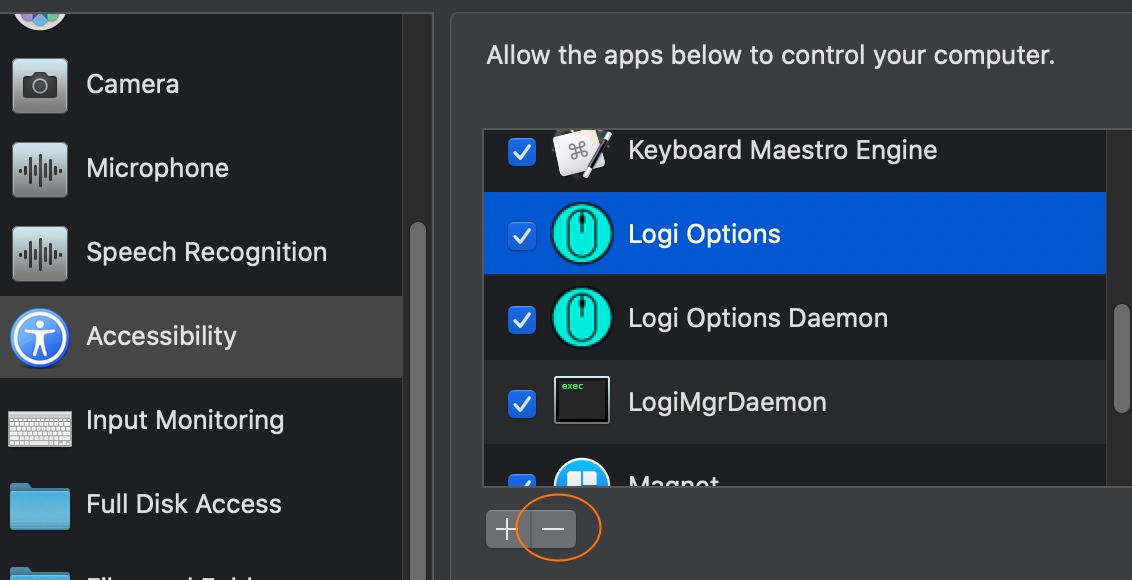 Camera
Microphone
Speech Recognition
Accessibility
Input Monitoring
Full Disk Access
Allow the apps below to control your computer.
Keyboard Maestro Engine
Logi Options
Logi Options Daemon
exec
LogiMgrDaemon
Magnet